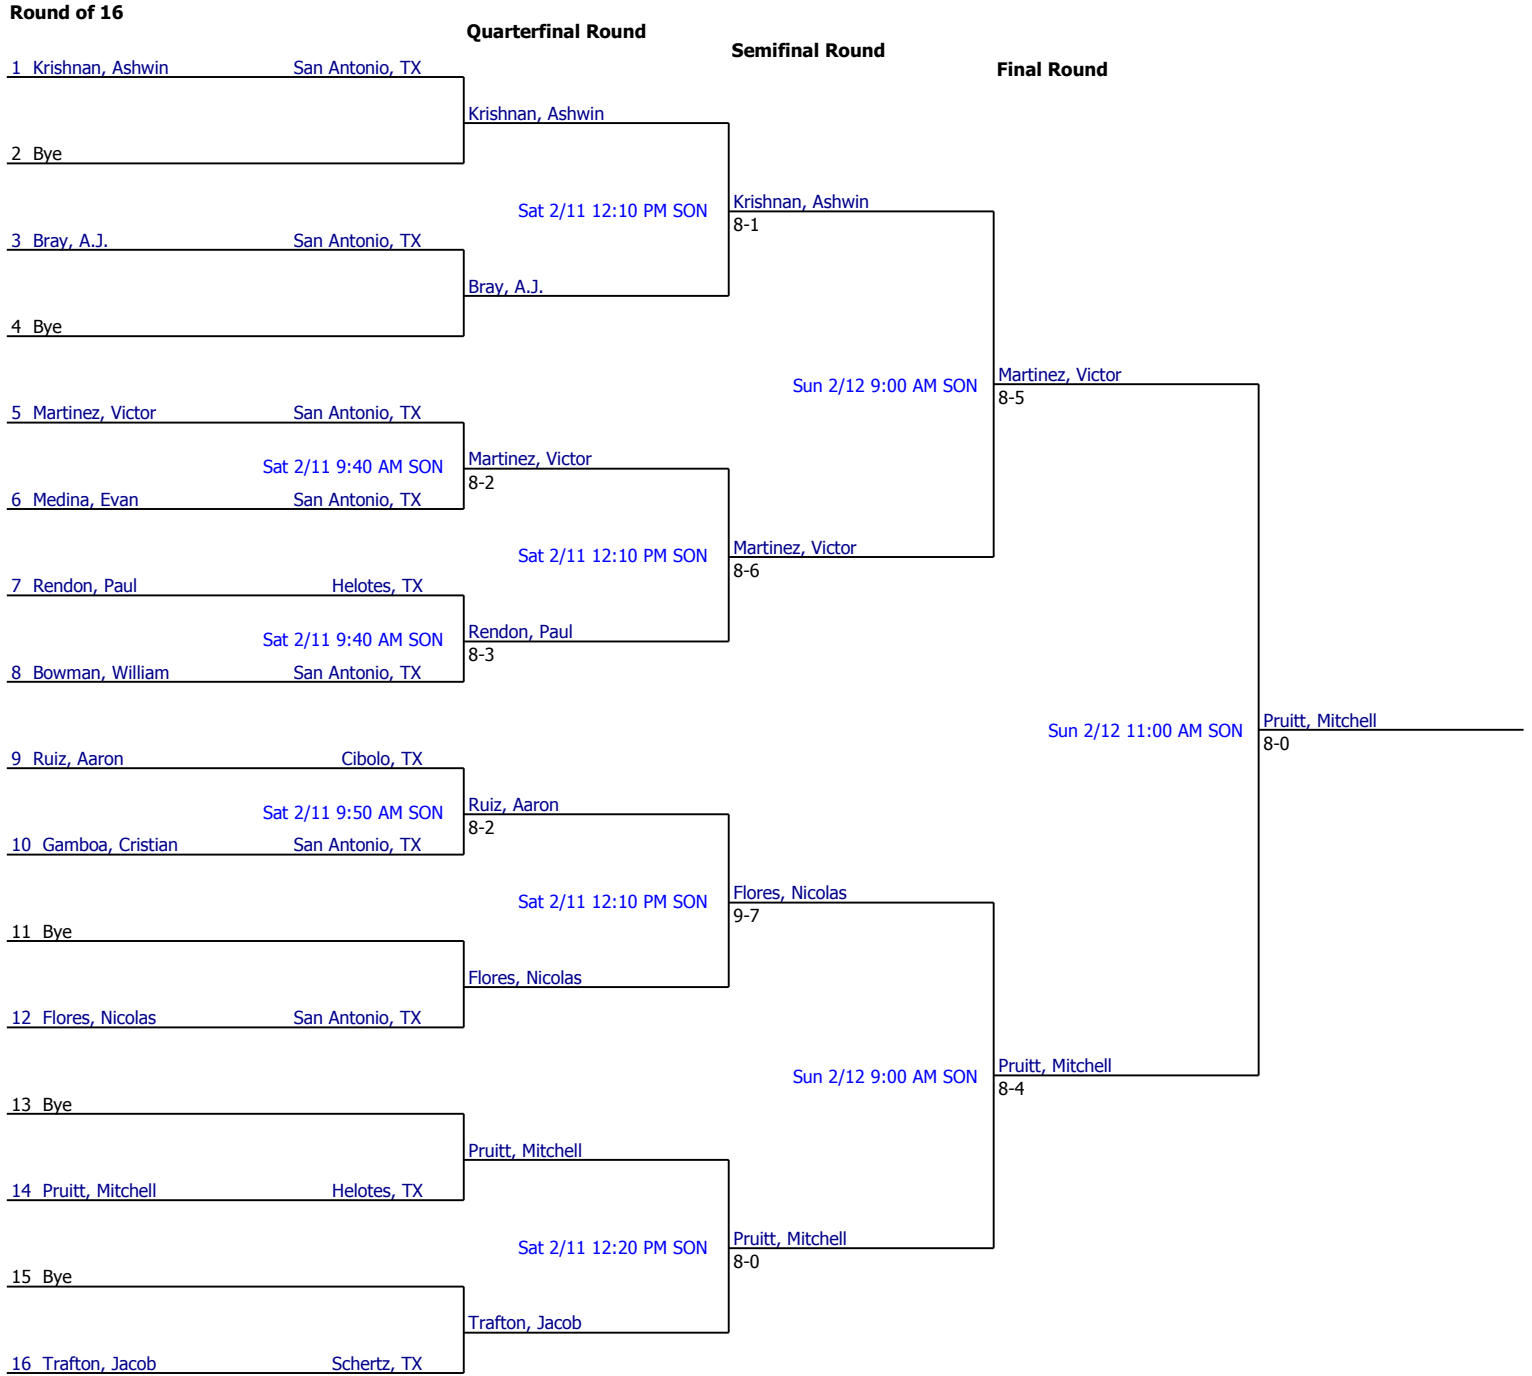 Round of 16
Quarterfinal Round
Semifinal Round
Final Round
1 Krishnan, Ashwin San Antonio, TX
Krishnan, Ashwin
2 Bye
Sat 2/11 12:10 PM SON
Krishnan, Ashwin
8-1
3 Bray, A.J. San Antonio, TX
Bray, A.J.
4 Bye
Sun 2/12 9:00 AM SON
Martinez, Victor
8-5
5 Martinez, Victor San Antonio, TX
Sat 2/11 9:40 AM SON
Martinez, Victor
8-2
6 Medina, Evan San Antonio, TX
Sat 2/11 12:10 PM SON
Martinez, Victor
8-6
7 Rendon, Paul Helotes, TX
Sat 2/11 9:40 AM SON
Rendon, Paul
8-3
8 Bowman, William San Antonio, TX
Sun 2/12 11:00 AM SON
Pruitt, Mitchell
8-0
9 Ruiz, Aaron Cibolo, TX
Sat 2/11 9:50 AM SON
Ruiz, Aaron
8-2
10 Gamboa, Cristian San Antonio, TX
Sat 2/11 12:10 PM SON
Flores, Nicolas
9-7
11 Bye
Flores, Nicolas
12 Flores, Nicolas San Antonio, TX
Sun 2/12 9:00 AM SON
Pruitt, Mitchell
8-4
13 Bye
Pruitt, Mitchell
14 Pruitt, Mitchell Helotes, TX
Sat 2/11 12:20 PM SON
Pruitt, Mitchell
8-0
15 Bye
Trafton, Jacob
16 Trafton, Jacob Schertz, TX